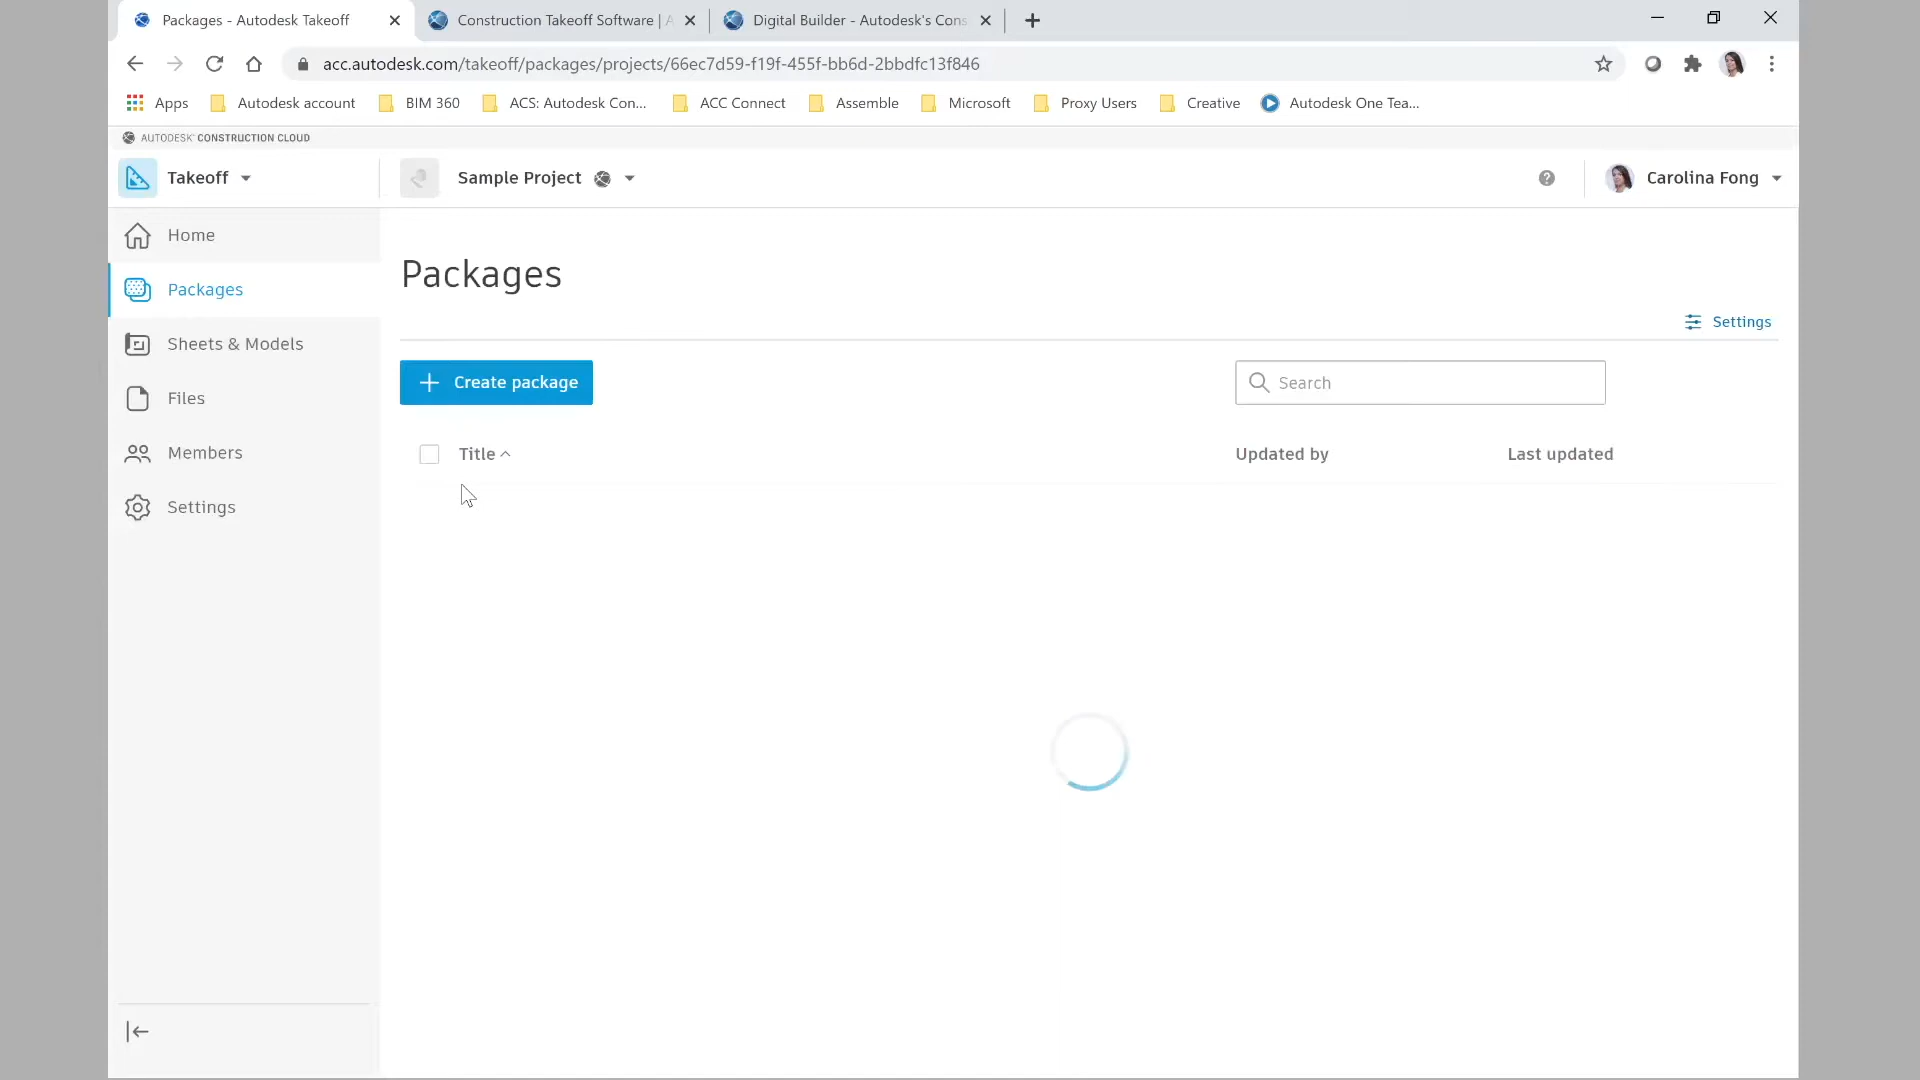 Packages - Autodesk Takeoff
Construction Takeoff Software | A
Digital Builder - Autodesk's Cons
acc.autodesk.com/takeoff/packages/projects/66ec7d59-f19f-455f-bb6d-2bbdfc13f846
Apps Autodesk account BIM 360 ACS: Autodesk Con... ACC Connect Assemble Microsoft Proxy Users Creative Autodesk One Tea...
AUTODESK® CONSTRUCTION CLOUD
Takeoff
Sample Project
Carolina Fong
Home
Packages
Sheets & Models
Files
Members
Settings
Packages
Settings
Create package
Search
Title
Updated by
Last updated